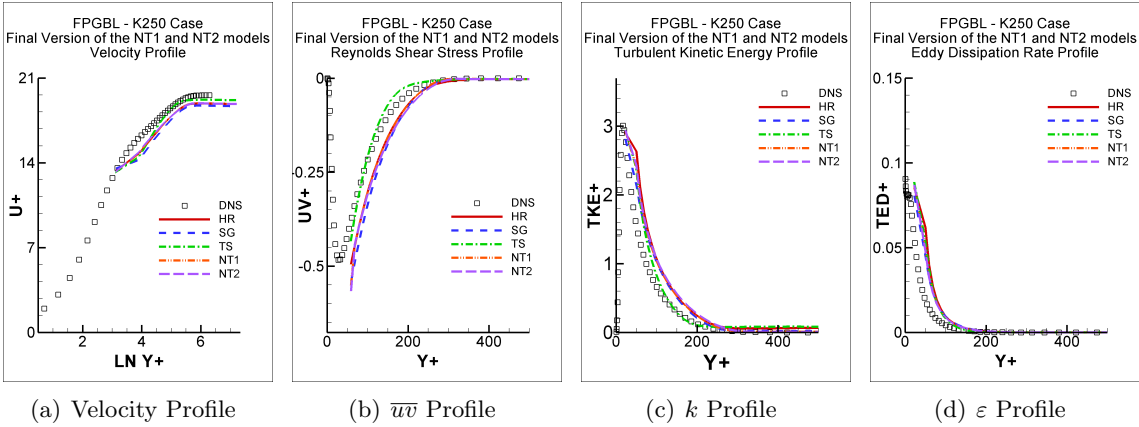 FPGBL - K250 Case
Final Version of the NT1 and NT2 models
Velocity Profile
21
14
7
0
U+
2
4
6
LN Y+
DNS
HR
SG
TS
NT1
NT2
(a) Velocity Profile
FPGBL - K250 Case
Final Version of the NT1 and NT2 models
Reynolds Shear Stress Profile
0
-0.25
-0.5
UV+
0
200
400
Y+
DNS
HR
SG
TS
NT1
NT2
(b) u̅v̅ Profile
FPGBL - K250 Case
Final Version of the NT1 and NT2 models
Turbulent Kinetic Energy Profile
3
2
1
0
TKE+
0
200
400
Y+
DNS
HR
SG
TS
NT1
NT2
(c) k Profile
FPGBL - K250 Case
Final Version of the NT1 and NT2 models
Eddy Dissipation Rate Profile
0.15
0.1
0.05
0
TED+
0
200
400
Y+
DNS
HR
SG
TS
NT1
NT2
(d) ε Profile